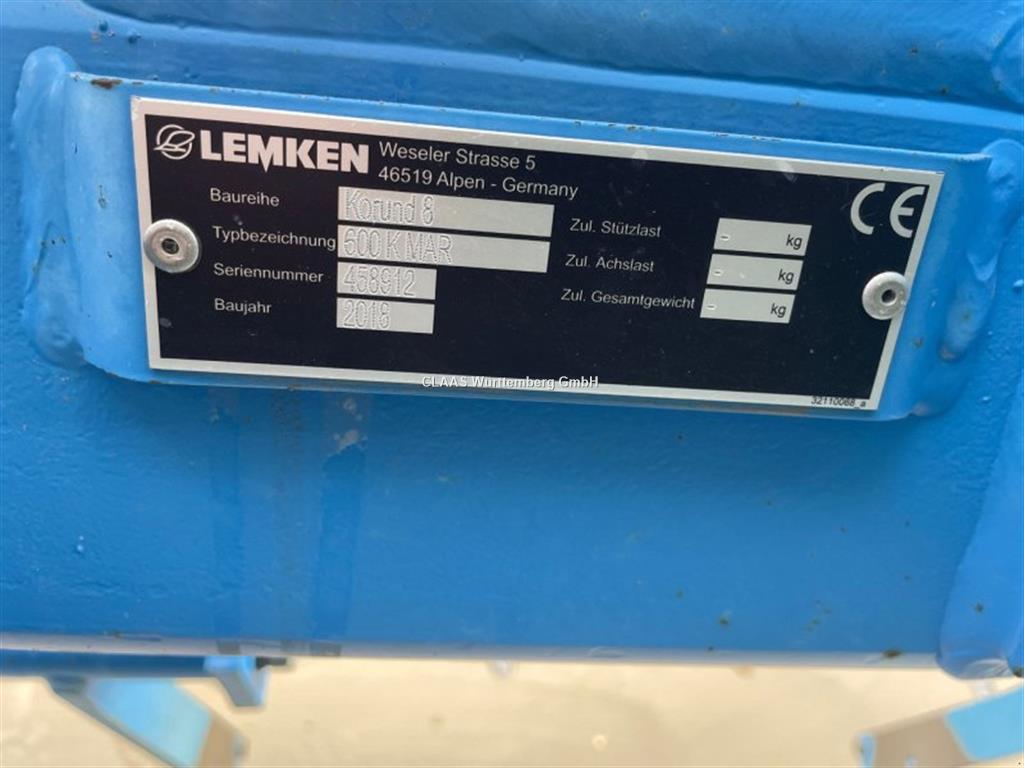 LEMKEN
Weseler Strasse 5
46519 Alpen - Germany
Baureihe Korund 8
Typbezeichnung 600 K MAR
Seriennummer 458912
Baujahr 2018
Zul. Stützlast - kg
Zul. Achslast - kg
Zul. Gesamtgewicht - kg
CE
CLAAS Württemberg GmbH
32110068_a